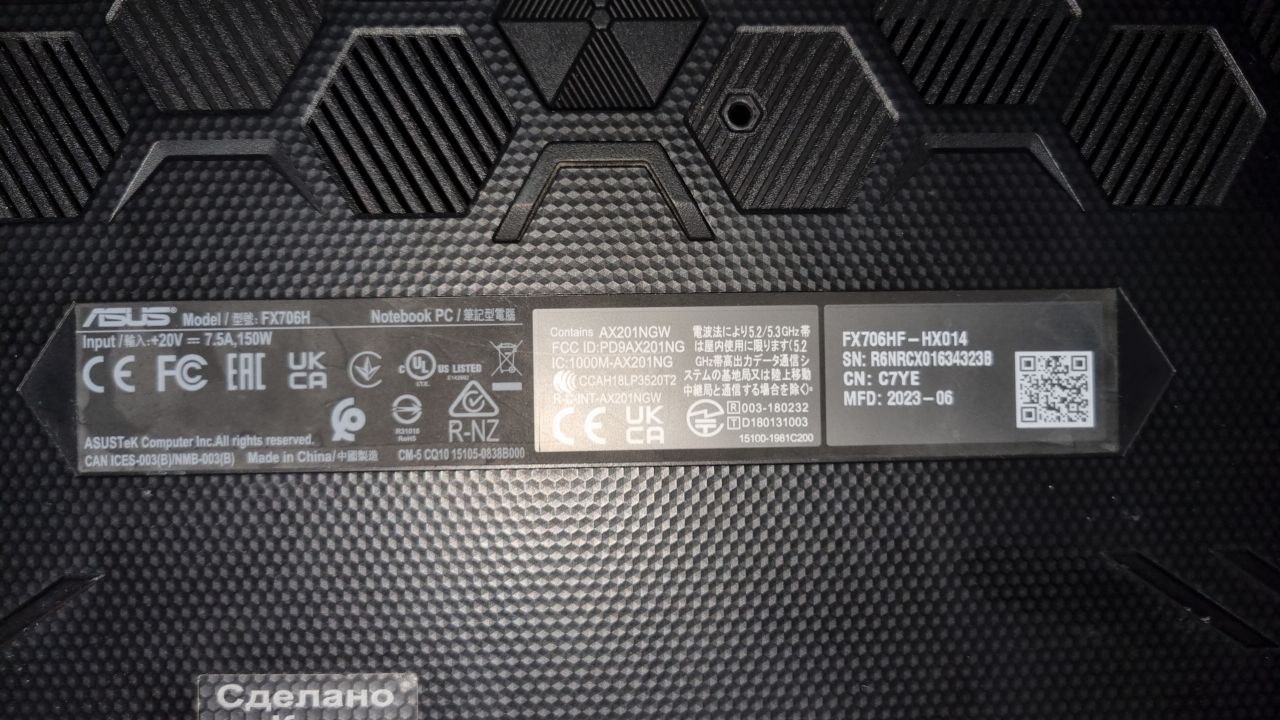 ASUS Model / 型號: FX706H Notebook PC / 筆記型電腦
Input / 輸入: +20V ⎓ 7.5A, 150W
CE FC EAC UK CA c UL US LISTED
R31018 RoHS R-NZ
ASUSTeK Computer Inc.All rights reserved.
CAN ICES-003(B)/NMB-003(B) Made in China/中國製造 CM-5 CQ10 15105-0838B000
Contains AX201NGW
FCC ID:PD9AX201NG
IC:1000M-AX201NG
CCAH18LP3520T2
R-C-INT-AX201NGW
CE UK CA
電波法により5.2/5.3GHz帯
は屋内使用に限ります(5.2
GHz帯高出力データ通信シ
ステムの基地局又は陸上移動
中継局と通信する場合を除く)。
R 003-180232
T D180131003
15100-1981C200
FX706HF-HX014
SN: R6NRCX01634323B
CN: C7YE
MFD: 2023-06
Сделано